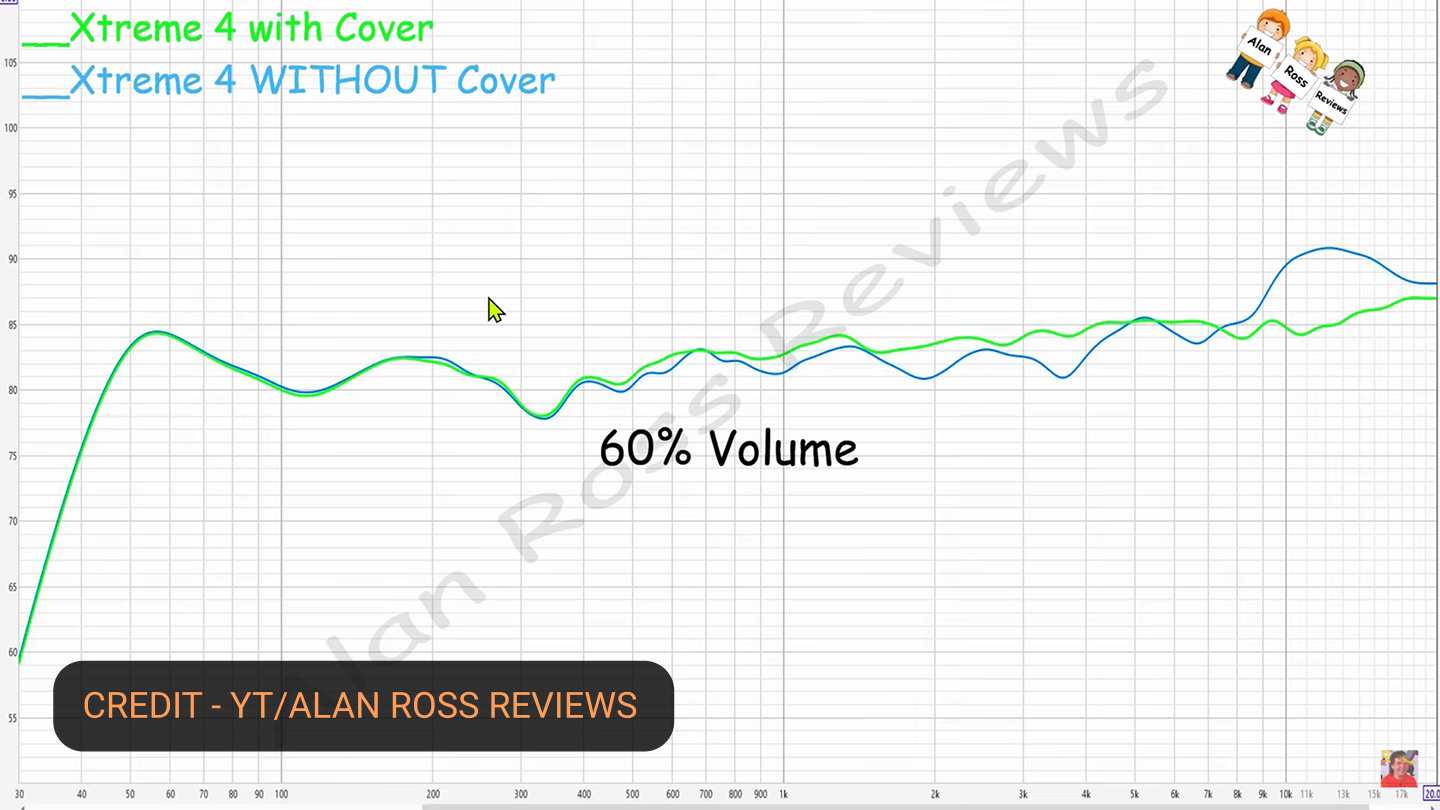 __Xtreme 4 with Cover
__Xtreme 4 WITHOUT Cover
Alan
Ross
Reviews
105
100
95
90
85
80
75
70
65
60
55
Alan Ross Reviews
60% Volume
CREDIT - YT/ALAN ROSS REVIEWS
30 40 50 60 70 80 90 100 200 300 400 500 600 700 800 900 1k 2k 3k 4k 5k 6k 7k 8k 9k 10k 11k 13k 15k 17k 20.0